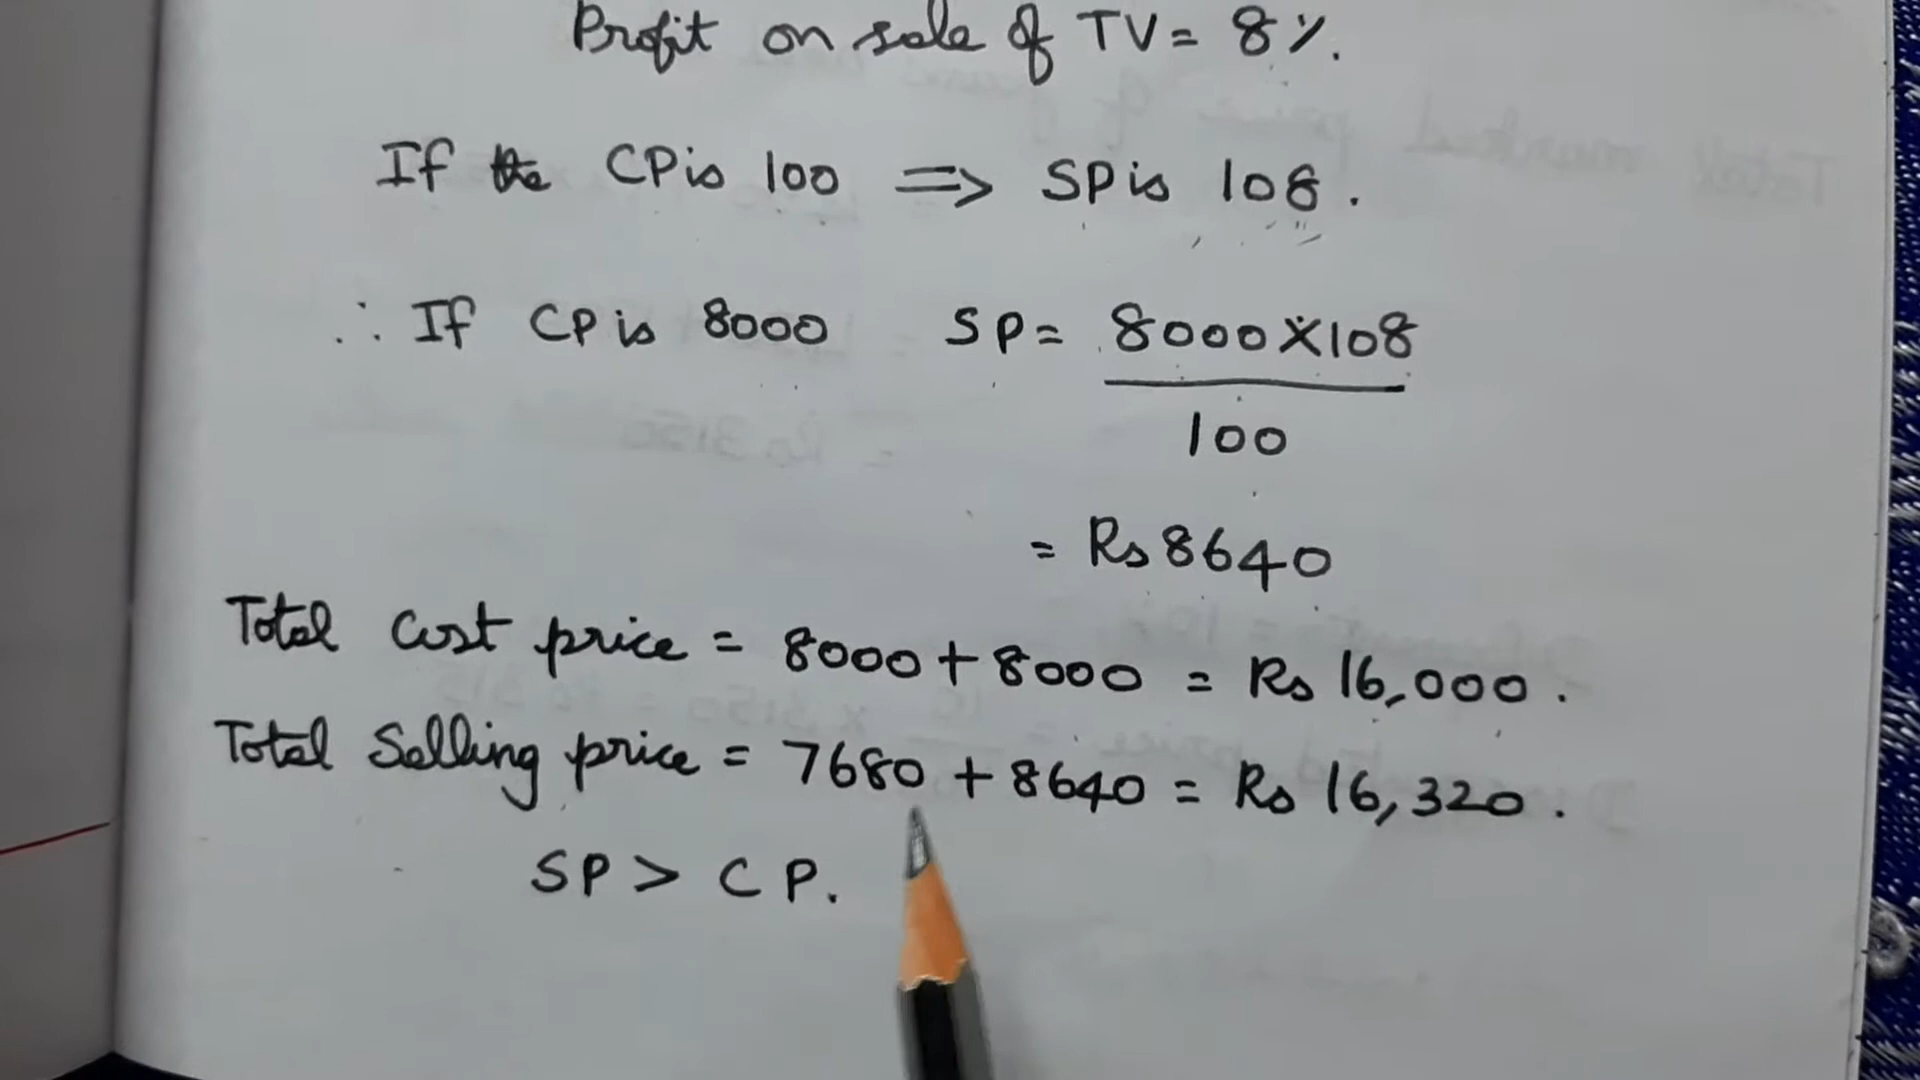 Profit on sale of TV = 8%.
If the CP is 100 ⇒ SP is 108.
∴ If CP is 8000 SP = 8000 × 108
100
= Rs 8640
Total cost price = 8000 + 8000 = Rs 16,000.
Total Selling price = 7680 + 8640 = Rs 16,320.
SP > CP.